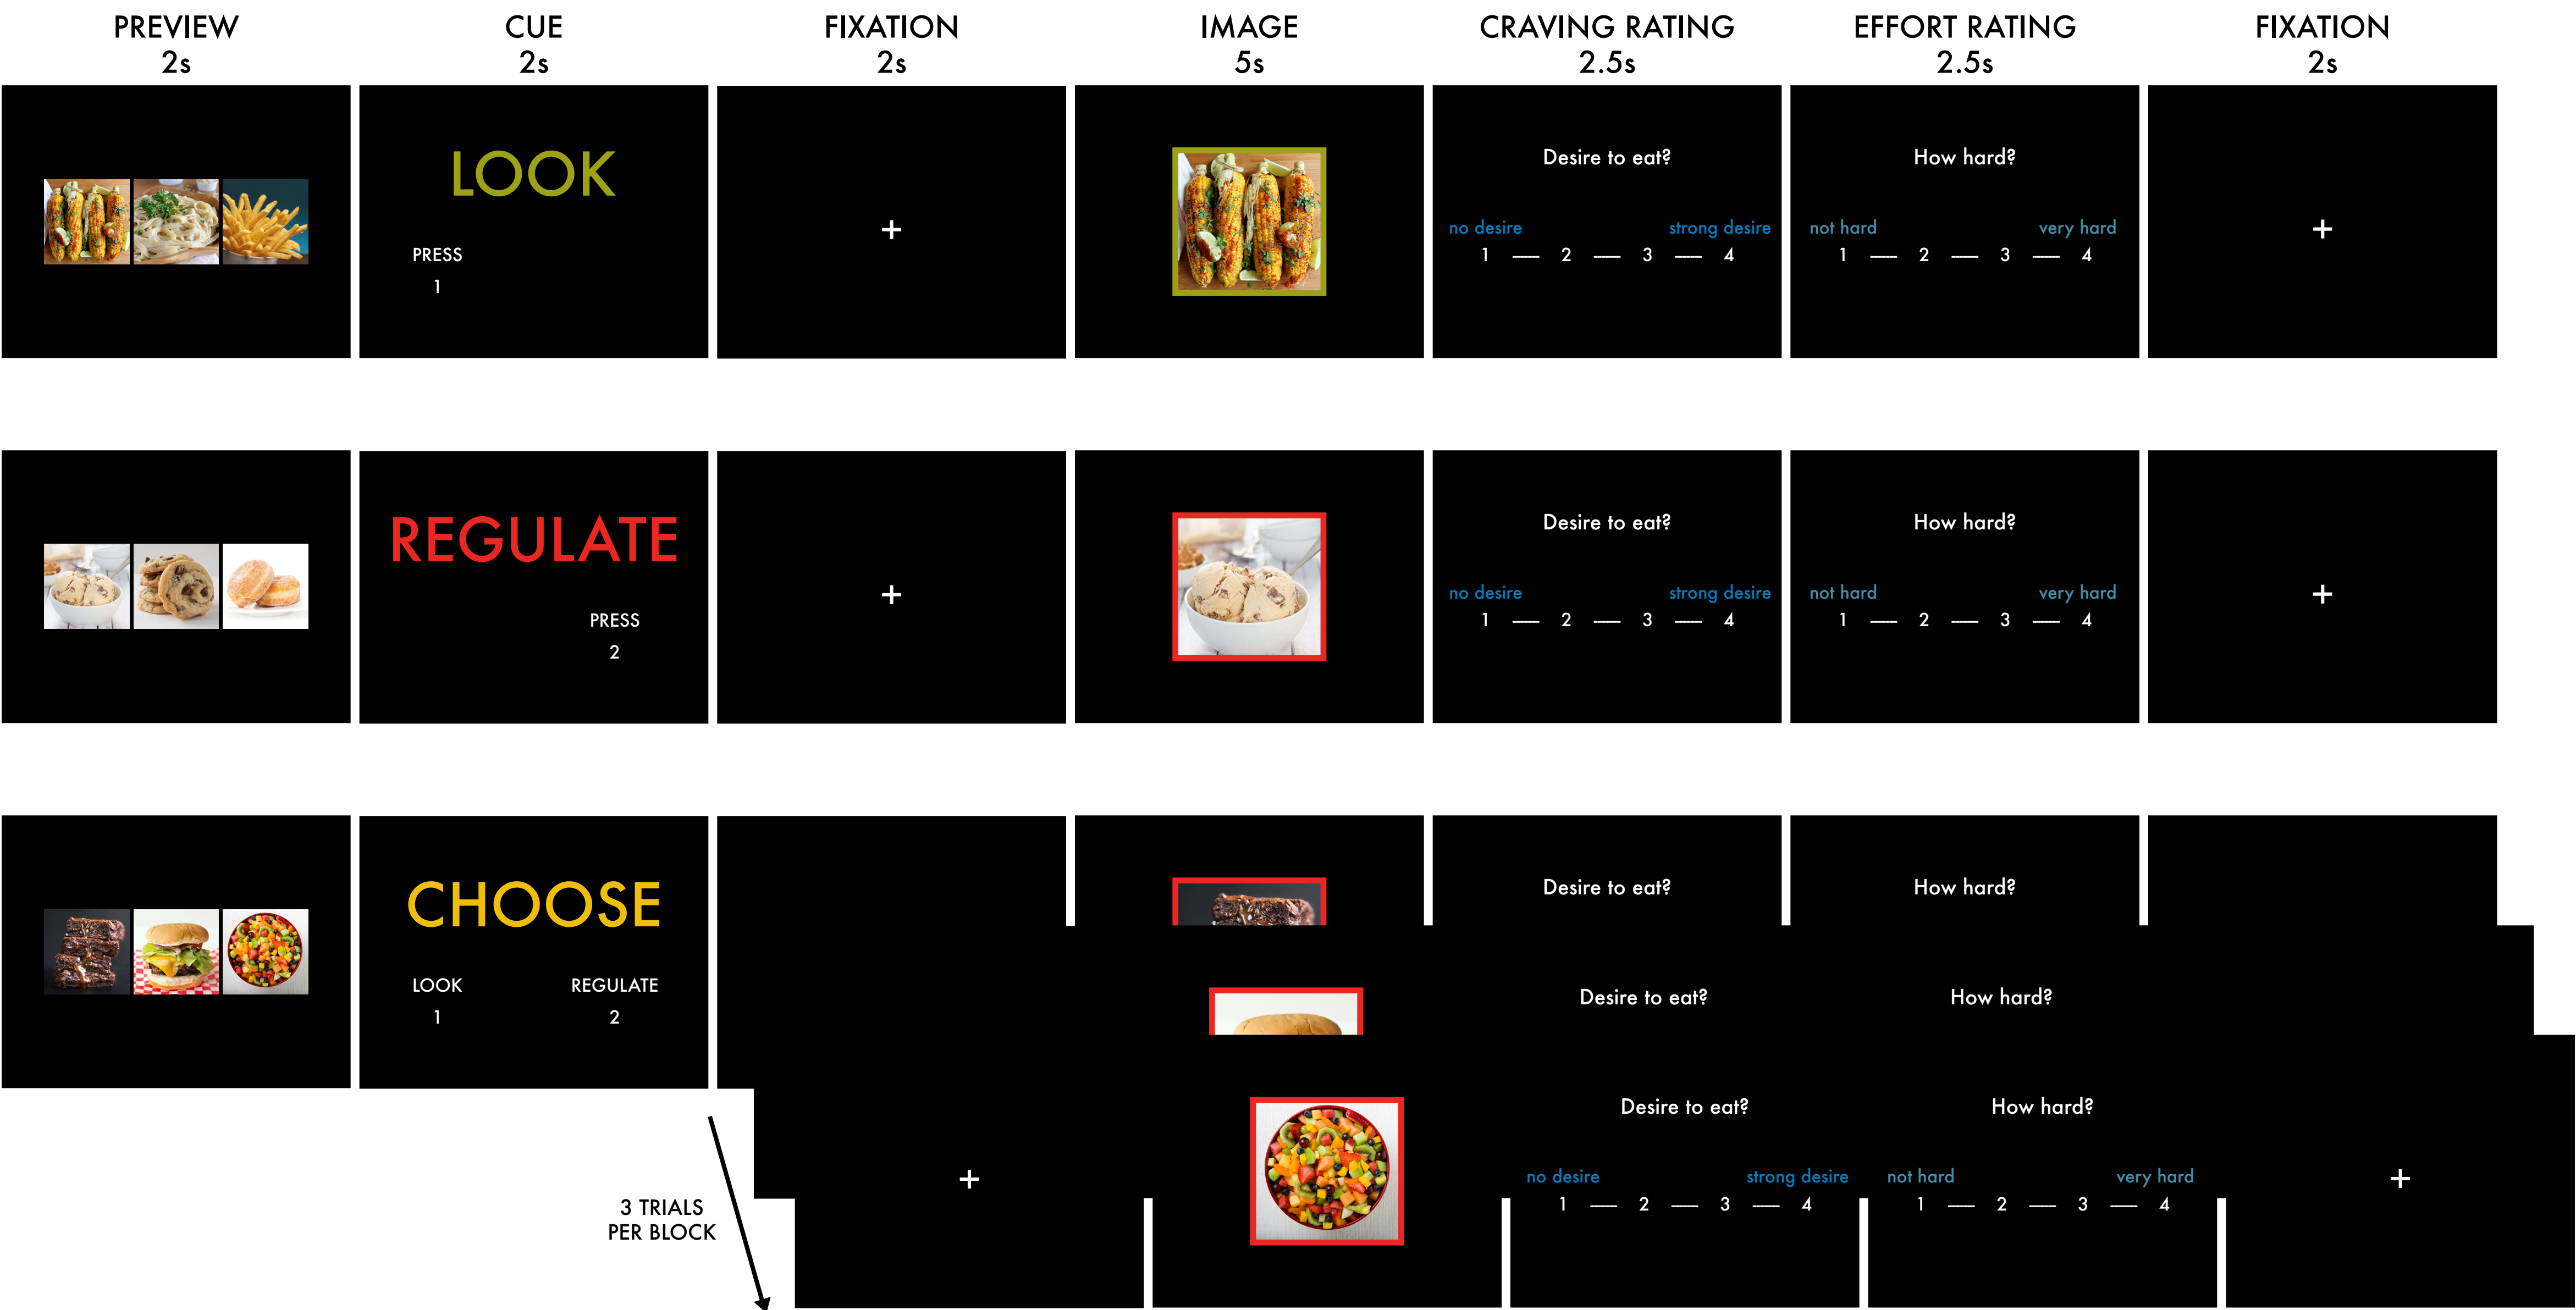 PREVIEW
2s
CUE
2s
FIXATION
2s
IMAGE
5s
CRAVING RATING
2.5s
EFFORT RATING
2.5s
FIXATION
2s
LOOK
PRESS
1
+
Desire to eat?
no desire strong desire
1 — 2 — 3 — 4
How hard?
not hard very hard
1 — 2 — 3 — 4
+
REGULATE
PRESS
2
+
Desire to eat?
no desire strong desire
1 — 2 — 3 — 4
How hard?
not hard very hard
1 — 2 — 3 — 4
+
CHOOSE
LOOK REGULATE
1 2
Desire to eat?
How hard?
Desire to eat?
How hard?
3 TRIALS
PER BLOCK
+
Desire to eat?
no desire strong desire
1 — 2 — 3 — 4
How hard?
not hard very hard
1 — 2 — 3 — 4
+